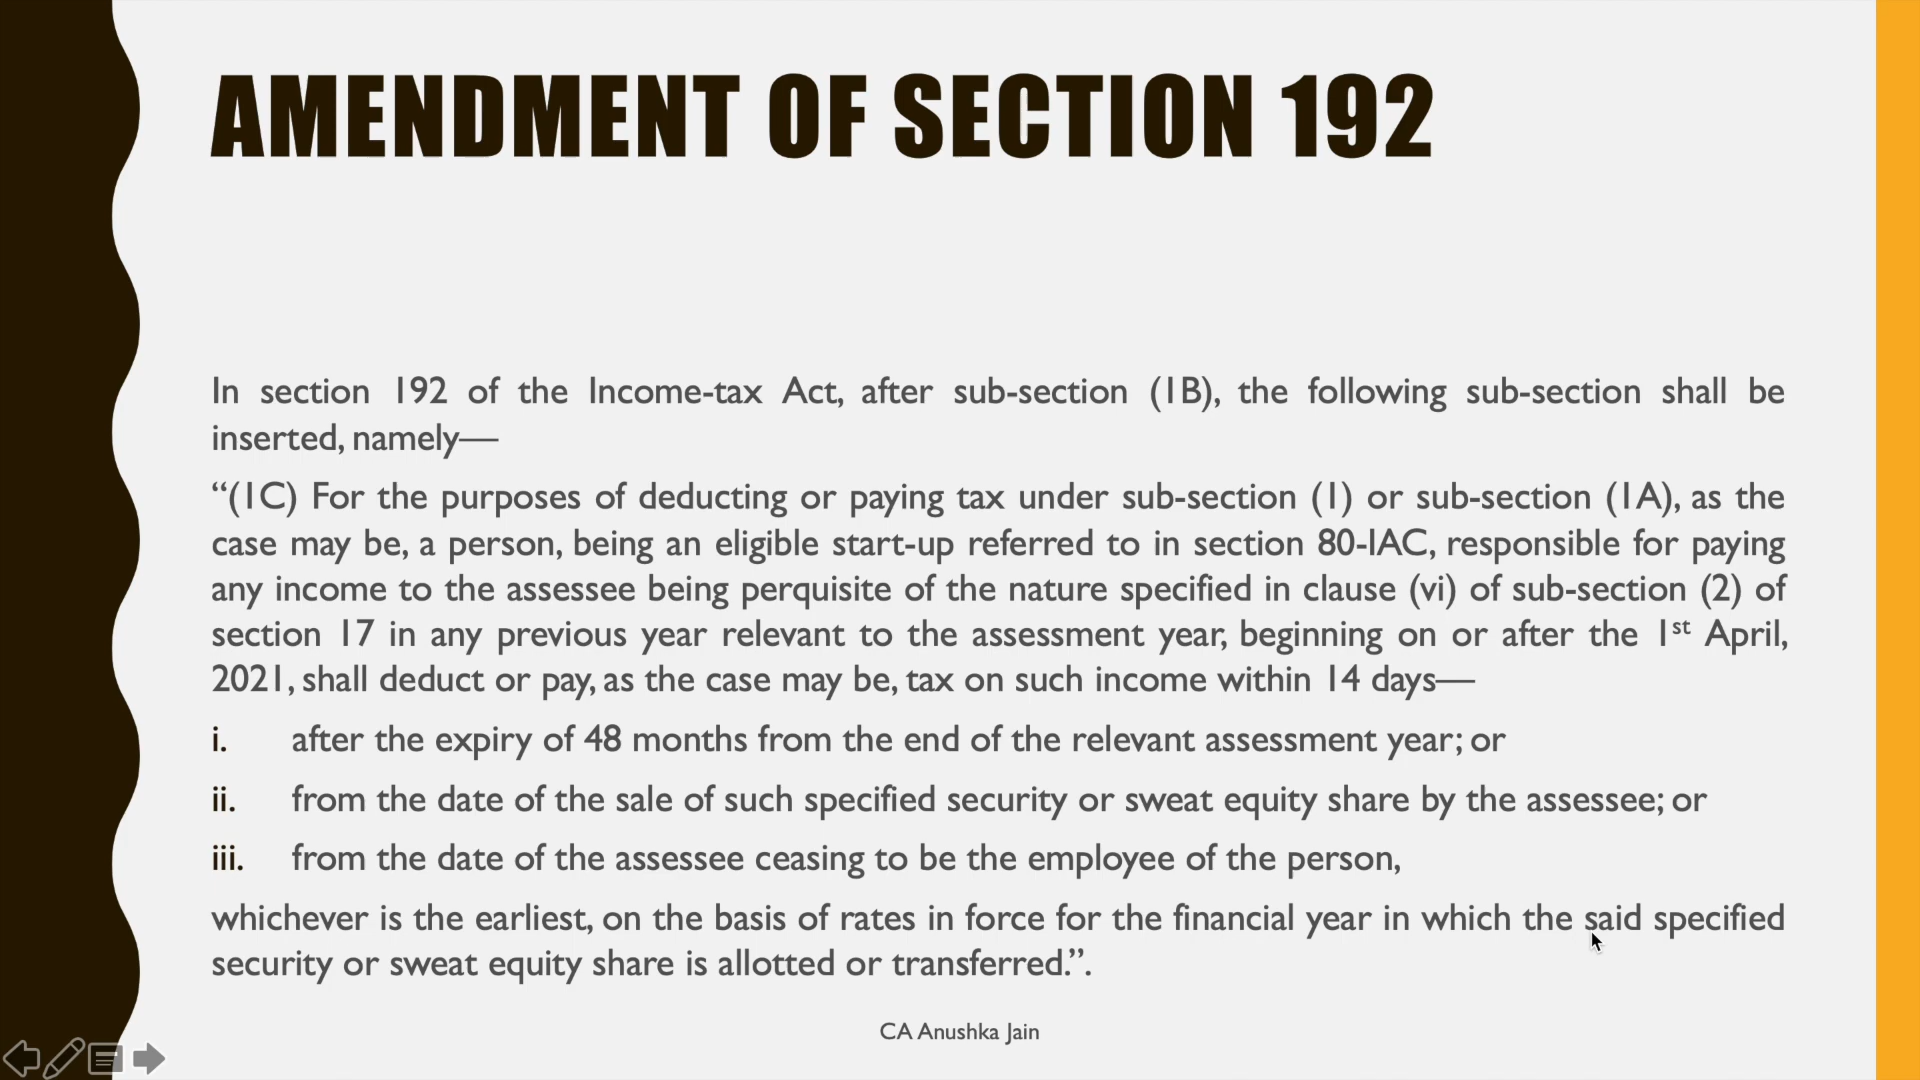 AMENDMENT OF SECTION 192
In section 192 of the Income-tax Act, after sub-section (1B), the following sub-section shall be
inserted, namely—
“(1C) For the purposes of deducting or paying tax under sub-section (1) or sub-section (1A), as the
case may be, a person, being an eligible start-up referred to in section 80-IAC, responsible for paying
any income to the assessee being perquisite of the nature specified in clause (vi) of sub-section (2) of
section 17 in any previous year relevant to the assessment year, beginning on or after the 1st April,
2021, shall deduct or pay, as the case may be, tax on such income within 14 days—
i. after the expiry of 48 months from the end of the relevant assessment year; or
ii. from the date of the sale of such specified security or sweat equity share by the assessee; or
iii. from the date of the assessee ceasing to be the employee of the person,
whichever is the earliest, on the basis of rates in force for the financial year in which the said specified
security or sweat equity share is allotted or transferred.”.
CA Anushka Jain